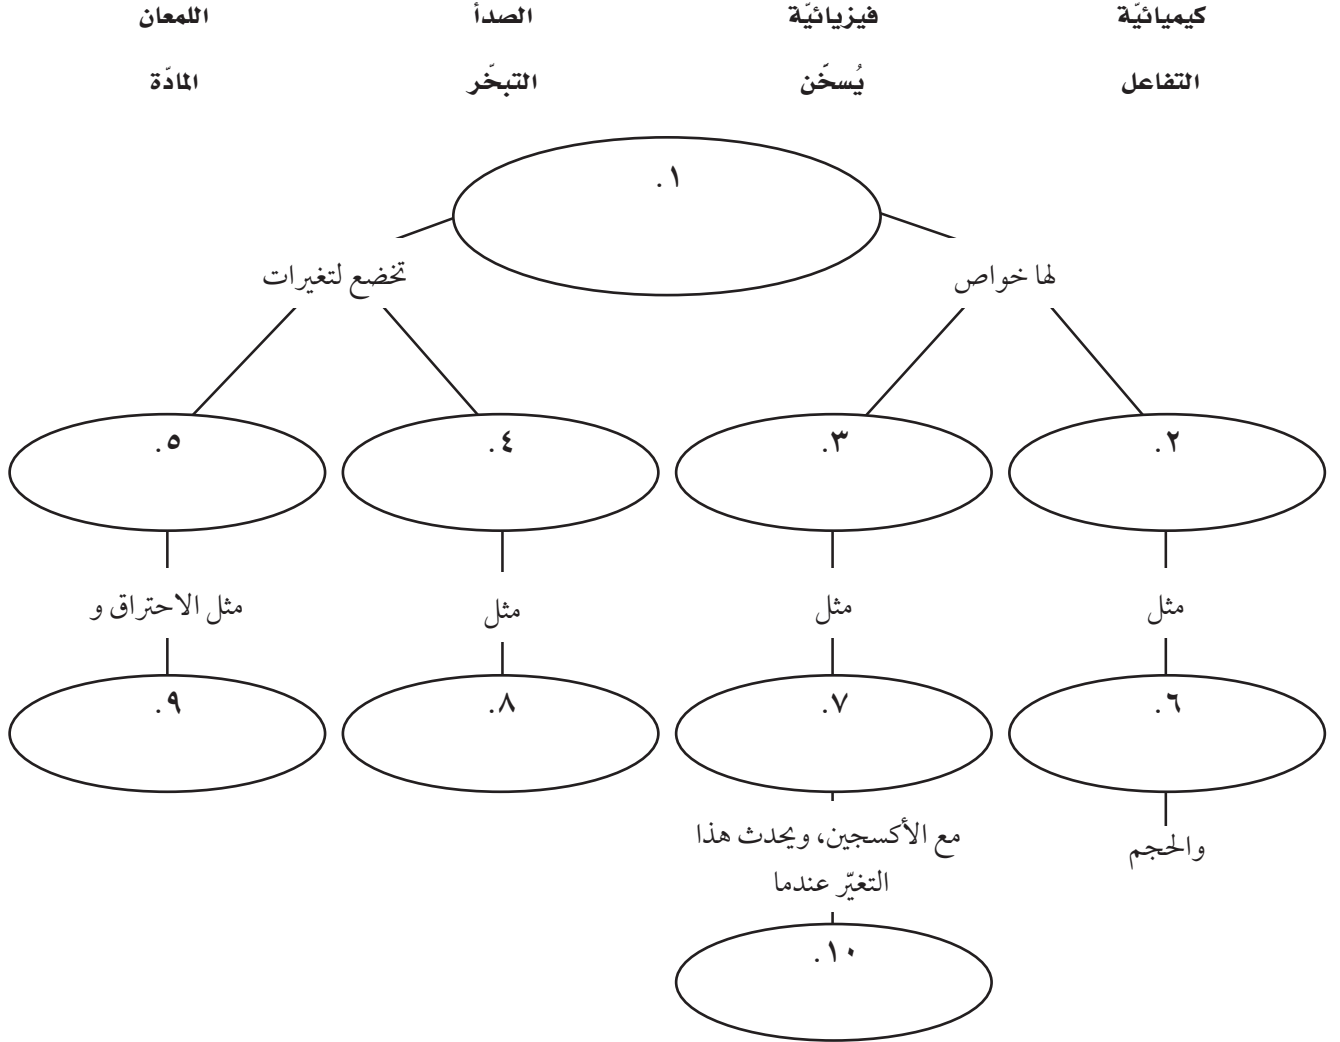 كيميائيّة فيزيائيّة الصدأ اللمعان
التفاعل يُسخّن التبخّر المادّة
١.
لها خواص تخضع لتغيرات
٢. ٣. ٤. ٥.
مثل مثل مثل مثل الاحتراق و
٦. ٧. ٨. ٩.
والحجم مع الأكسجين، ويحدث هذا
التغيّر عندما
١٠.